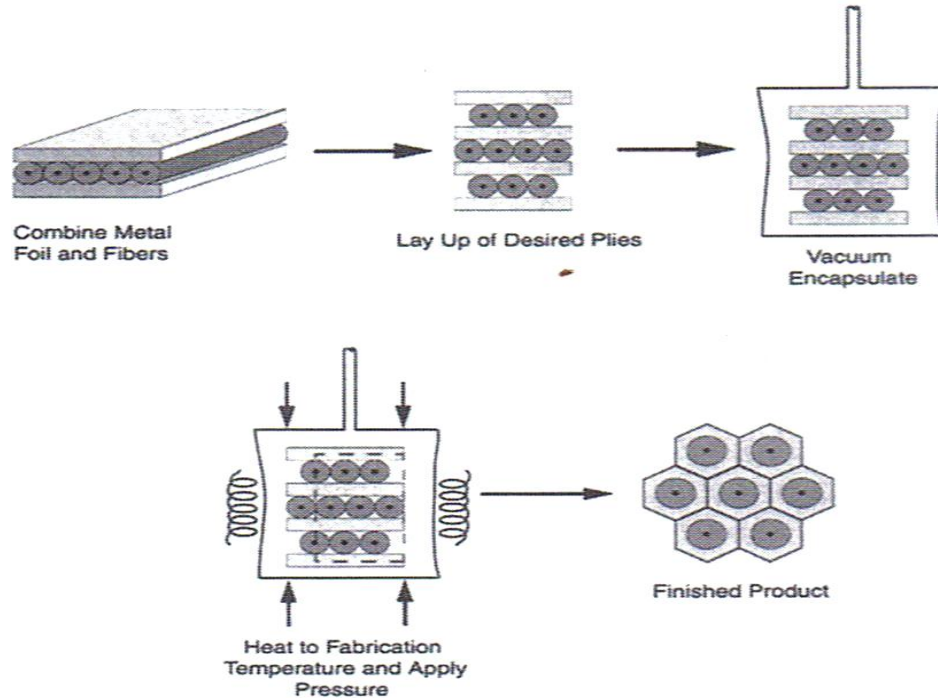 Combine Metal
Foil and Fibers
Lay Up of Desired Plies
Vacuum
Encapsulate
Heat to Fabrication
Temperature and Apply
Pressure
Finished Product